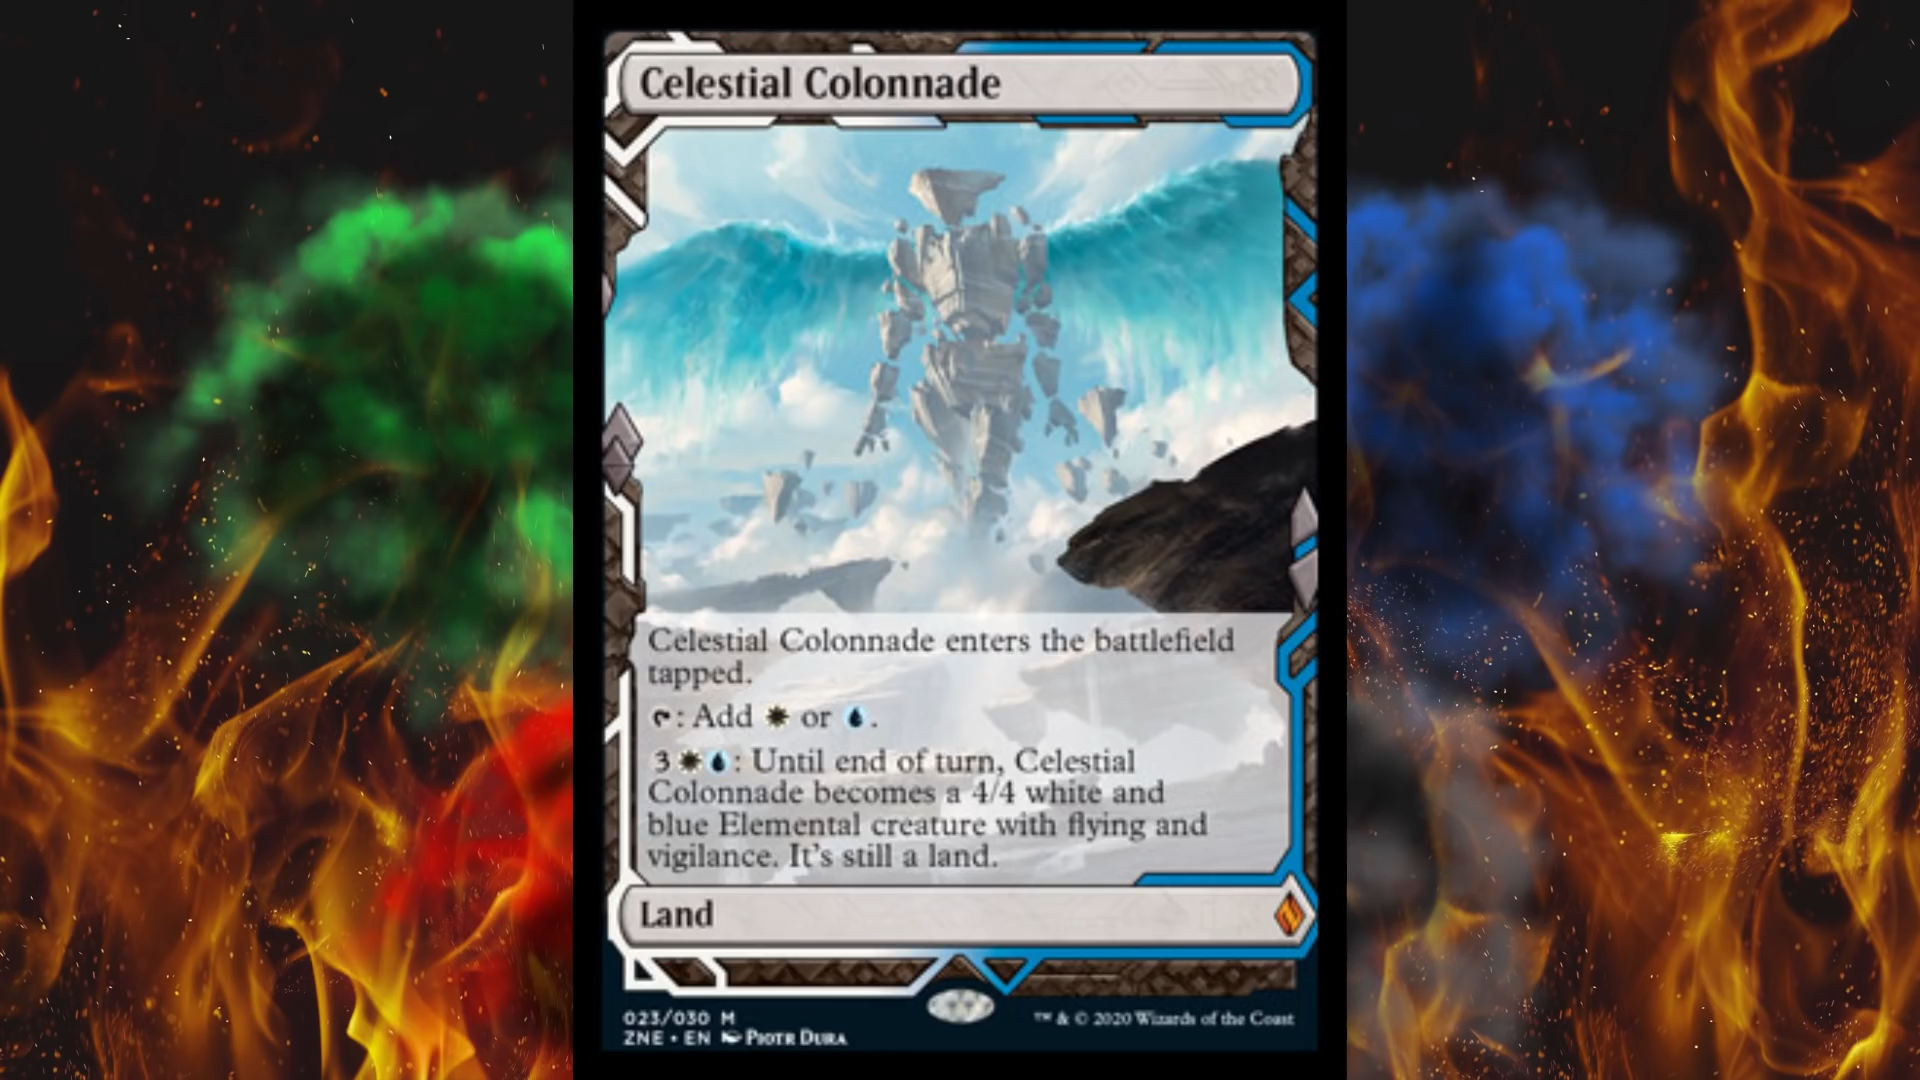 Celestial Colonnade
Celestial Colonnade enters the battlefield
tapped.
: Add or .
3 : Until end of turn, Celestial
Colonnade becomes a 4/4 white and
blue Elemental creature with flying and
vigilance. It's still a land.
Land
023/030 M
ZNE • EN Piotr Dura
™ & © 2020 Wizards of the Coast